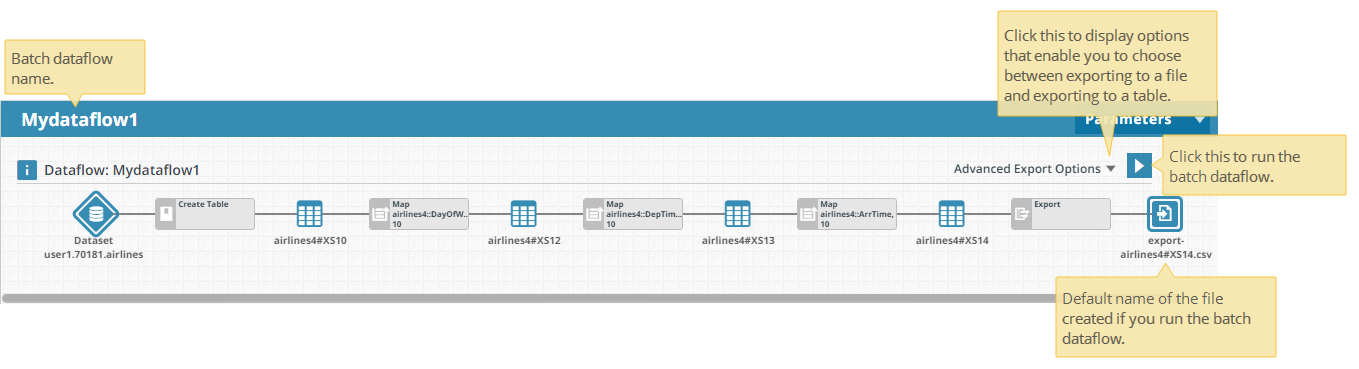 Click this to display options
that enable you to choose
between exporting to a file
and exporting to a table.
Batch dataflow
name.
Mydataflow1
Parameters
i Dataflow: Mydataflow1
Advanced Export Options
Click this to run the
batch dataflow.
Create Table
Map
airlines4::DayOfW...
10
Map
airlines4::DepTim...
10
Map
airlines4::ArrTime,
10
Export
Dataset
user1.70181.airlines
airlines4#XS10
airlines4#XS12
airlines4#XS13
airlines4#XS14
export-
airlines4#XS14.csv
Default name of the file
created if you run the batch
dataflow.